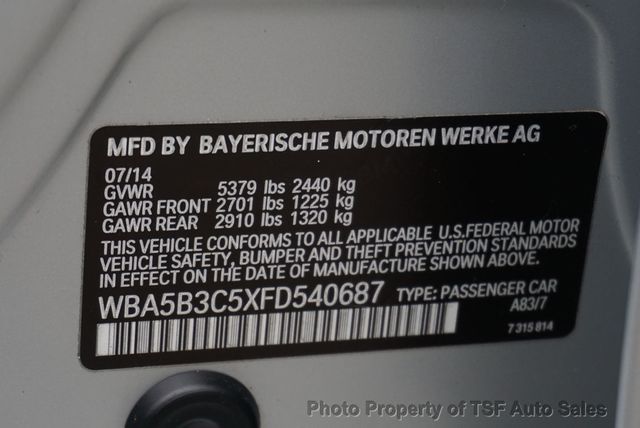 MFD BY BAYERISCHE MOTOREN WERKE AG
07/14
GVWR 5379 lbs 2440 kg
GAWR FRONT 2701 lbs 1225 kg
GAWR REAR 2910 lbs 1320 kg
THIS VEHICLE CONFORMS TO ALL APPLICABLE U.S.FEDERAL MOTOR
VEHICLE SAFETY, BUMPER AND THEFT PREVENTION STANDARDS
IN EFFECT ON THE DATE OF MANUFACTURE SHOWN ABOVE.
WBA5B3C5XFD540687 TYPE: PASSENGER CAR
A83/7
7 315 814
Photo Property of TSF Auto Sales